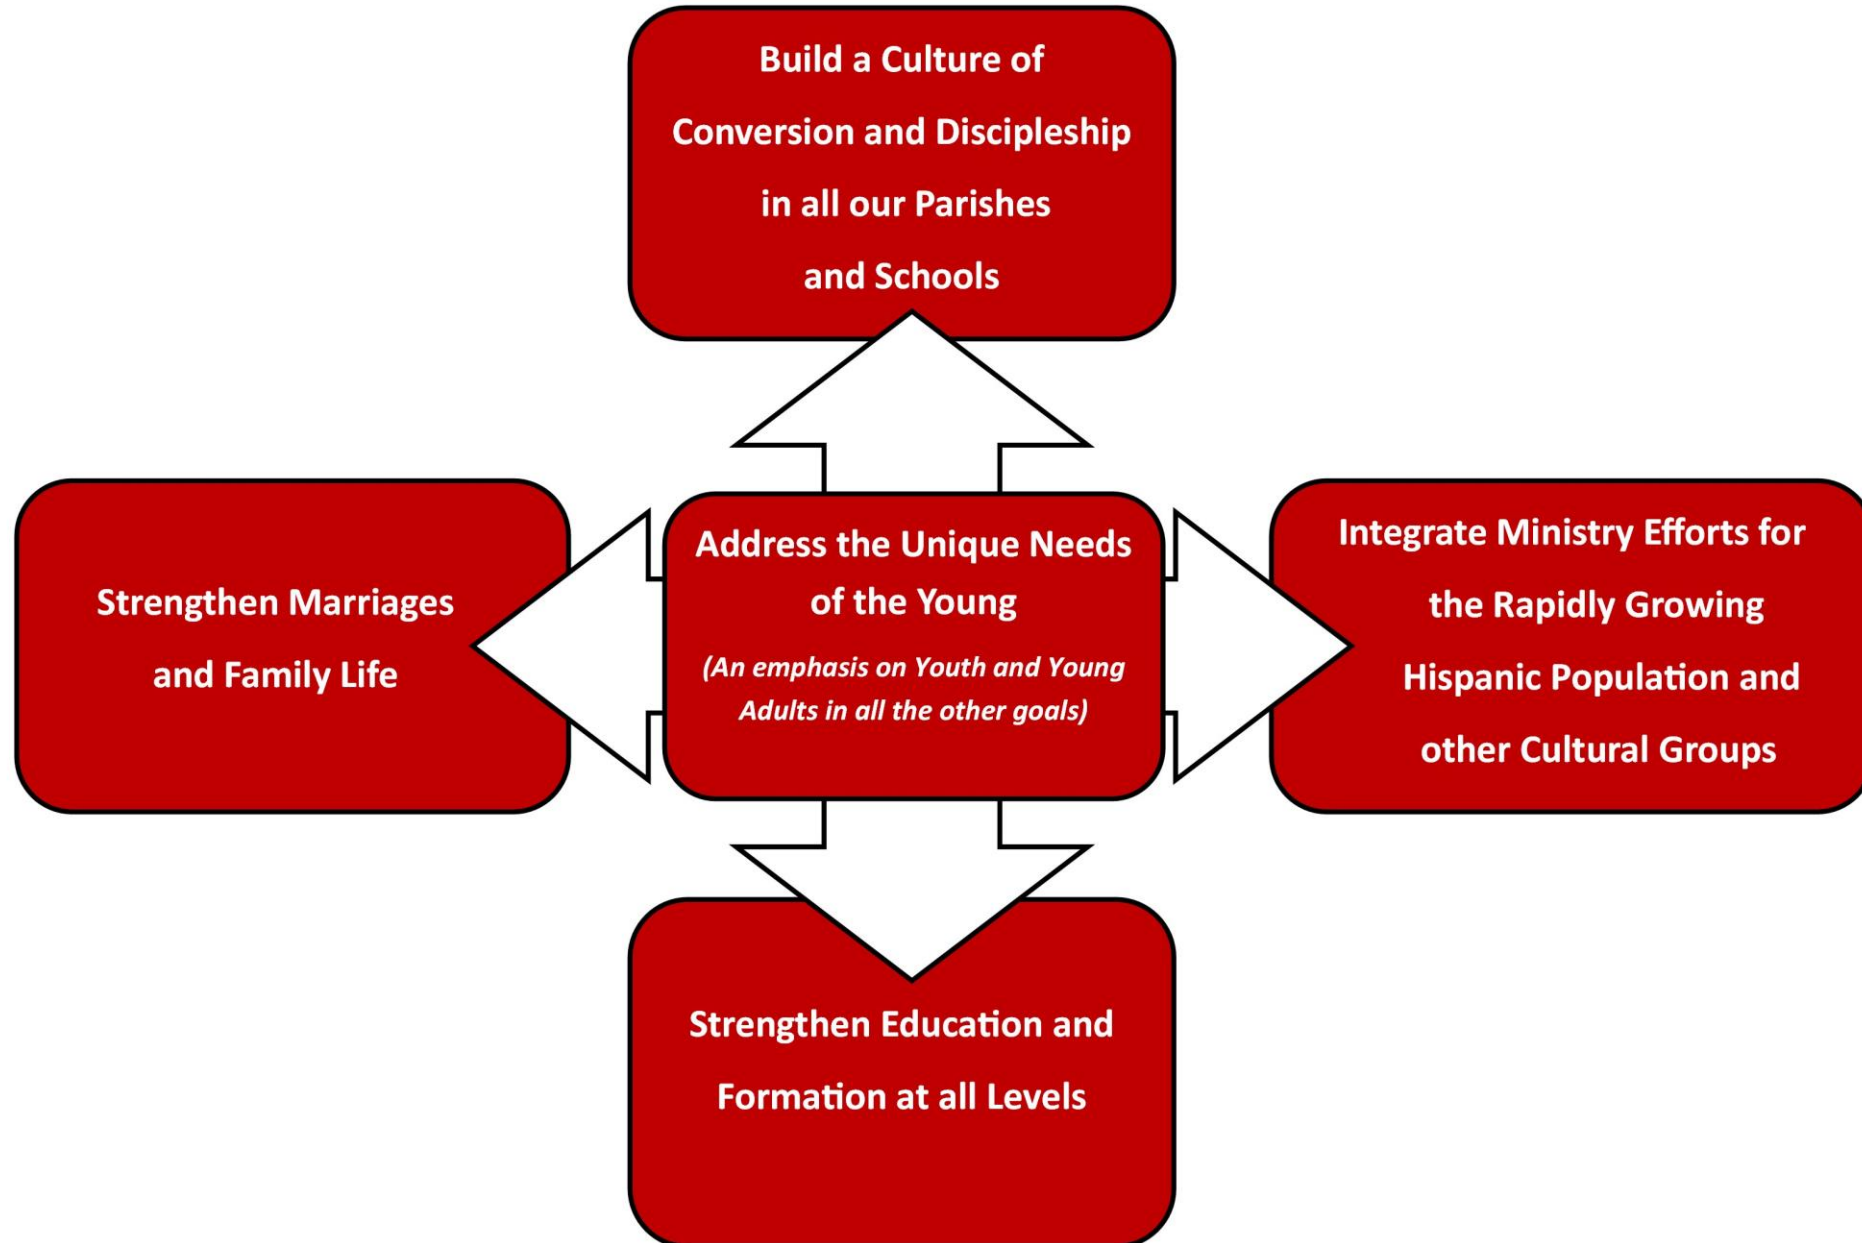 Build a Culture of
Conversion and Discipleship
in all our Parishes
and Schools
Strengthen Marriages
and Family Life
Address the Unique Needs
of the Young
(An emphasis on Youth and Young
Adults in all the other goals)
Integrate Ministry Efforts for
the Rapidly Growing
Hispanic Population and
other Cultural Groups
Strengthen Education and
Formation at all Levels